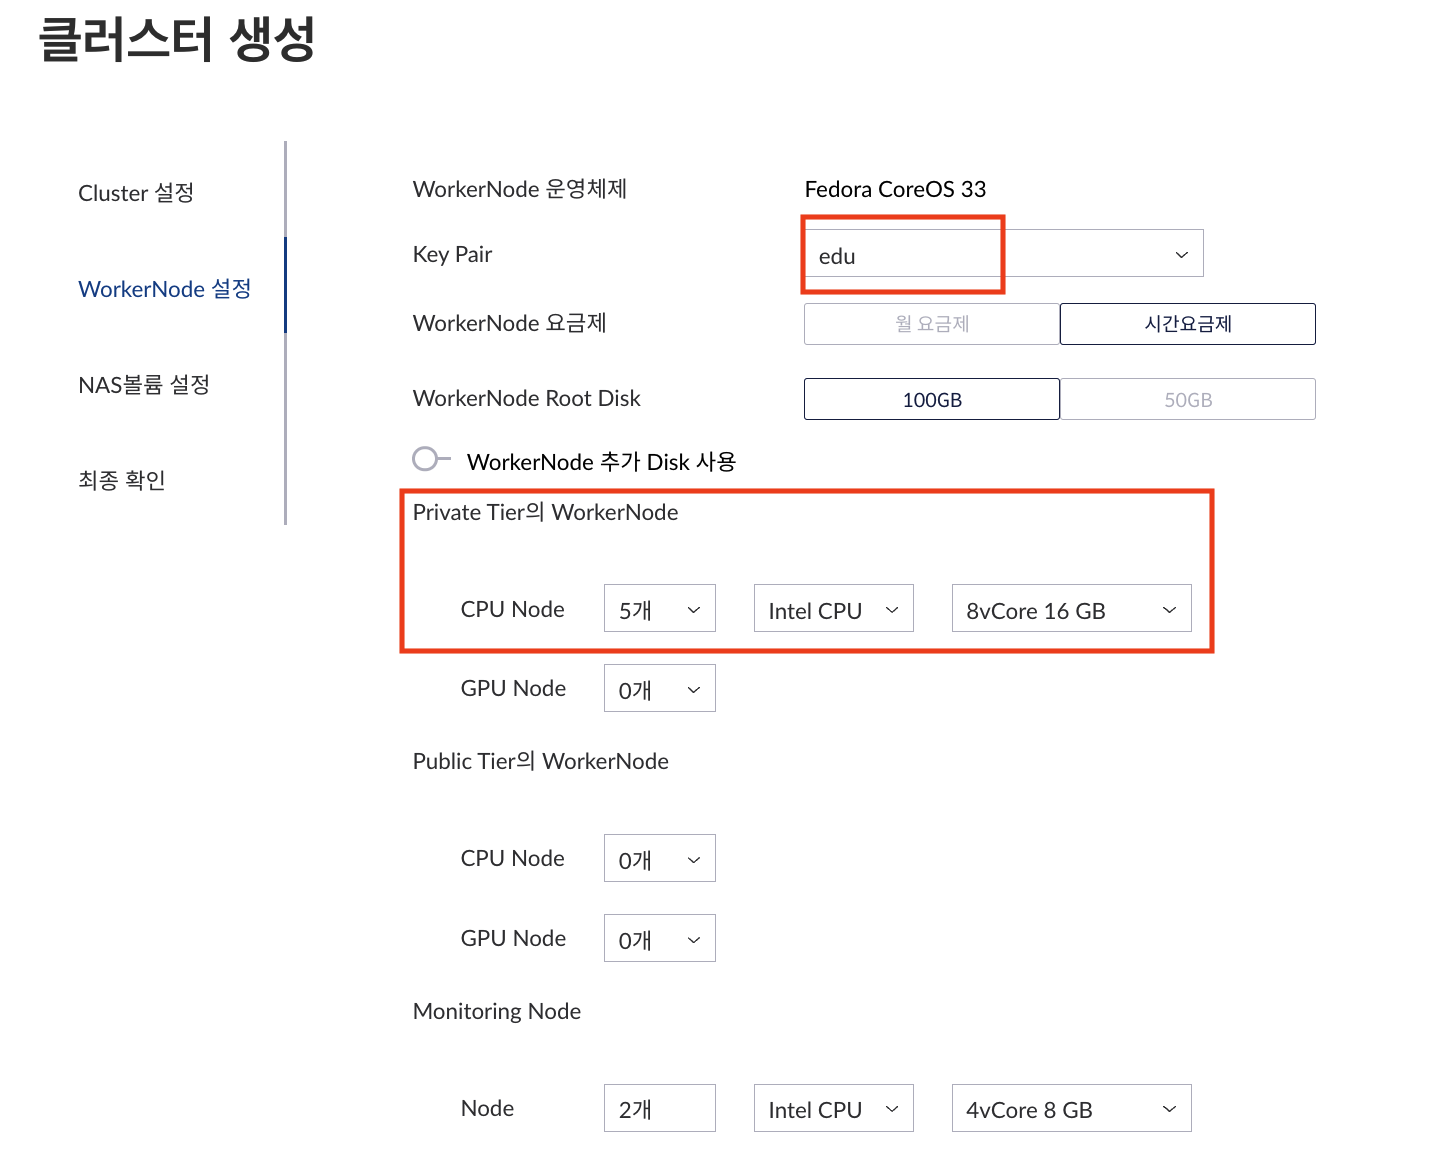 클러스터 생성
Cluster 설정
WorkerNode 설정
NAS볼륨 설정
최종 확인
WorkerNode 운영체제 Fedora CoreOS 33
Key Pair edu
WorkerNode 요금제 월 요금제 시간요금제
WorkerNode Root Disk 100GB 50GB
WorkerNode 추가 Disk 사용
Private Tier의 WorkerNode
CPU Node 5개 Intel CPU 8vCore 16 GB
GPU Node 0개
Public Tier의 WorkerNode
CPU Node 0개
GPU Node 0개
Monitoring Node
Node 2개 Intel CPU 4vCore 8 GB